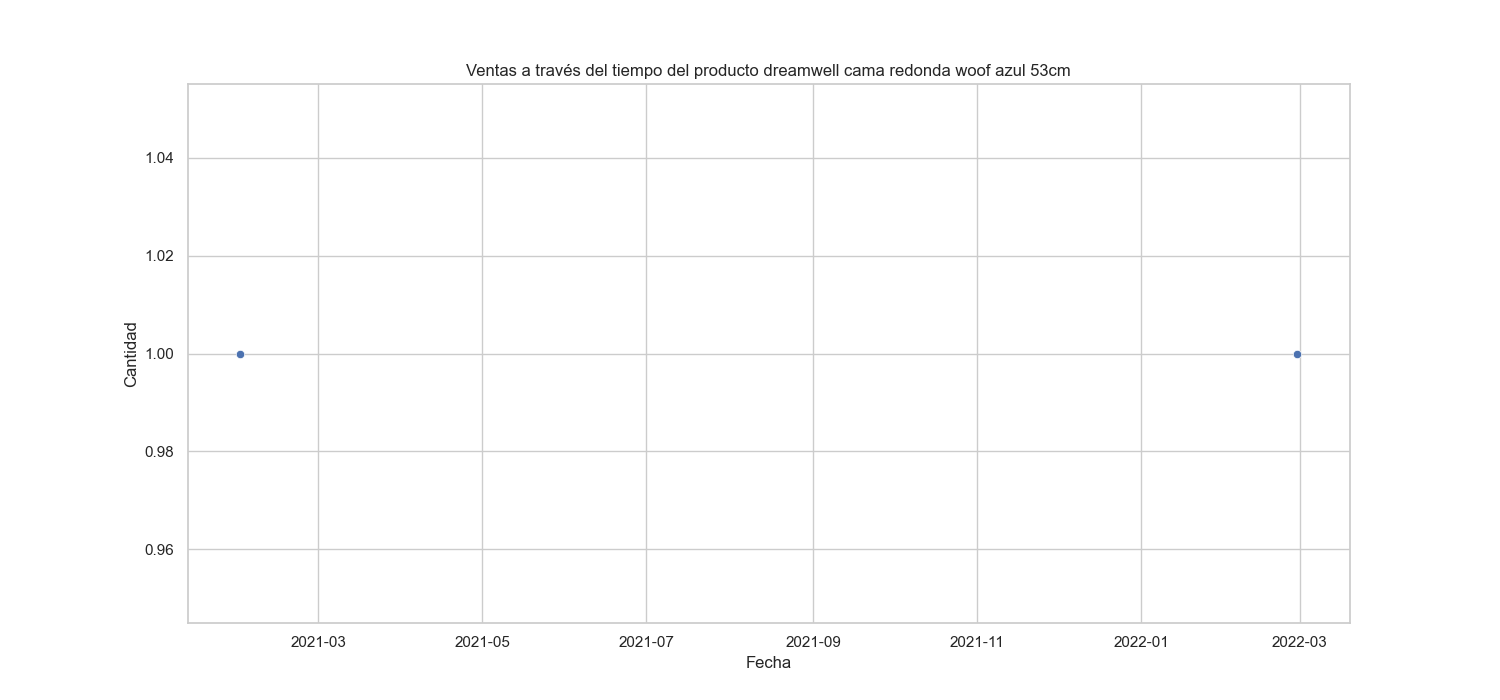 Ventas a través del tiempo del producto dreamwell cama redonda woof azul 53cm
1.04
1.02
1.00
0.98
0.96
Cantidad
2021-03 2021-05 2021-07 2021-09 2021-11 2022-01 2022-03
Fecha